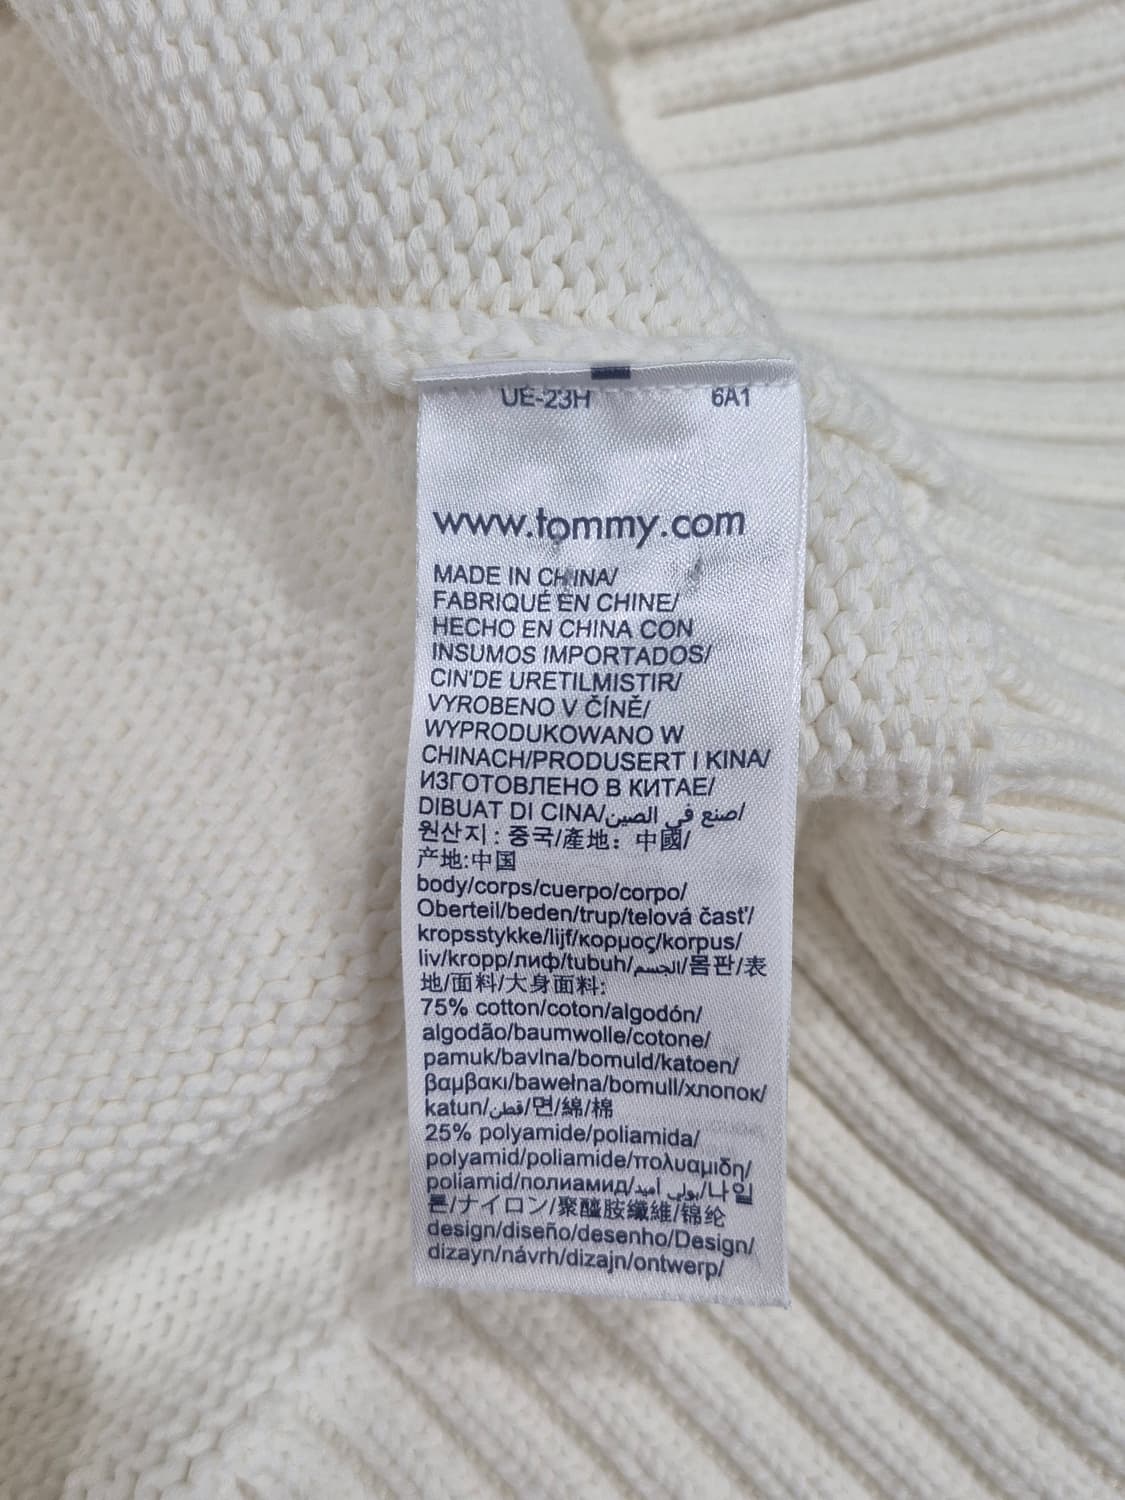 UE-23H 6A1
www.tommy.com
MADE IN CHINA/
FABRIQUÉ EN CHINE/
HECHO EN CHINA CON
INSUMOS IMPORTADOS/
CIN'DE URETILMISTIR/
VYROBENO V ČÍNĚ/
WYPRODUKOWANO W
CHINACH/PRODUSERT I KINA/
ИЗГОТОВЛЕНО В КИТАЕ/
DIBUAT DI CINA/صنع في الصين/
원산지 : 중국/產地： 中國/
产地:中国
body/corps/cuerpo/corpo/
Oberteil/beden/trup/telová časť/
kropsstykke/lijf/κορμος/korpus/
liv/kropp/лиф/tubuh/الجسم/몸판/表
地/面料/大身面料:
75% cotton/coton/algodón/
algodão/baumwolle/cotone/
pamuk/bavlna/bomuld/katoen/
βαμβακι/bawełna/bomull/хлопок/
katun/قطن/면/綿/棉
25% polyamide/poliamida/
polyamid/poliamide/πολυαμιδη/
poliamid/полиамид/بولي اميد/나일
론/ナイロン/聚醯胺纖維/锦纶
design/diseño/desenho/Design/
dizayn/návrh/dizajn/ontwerp/